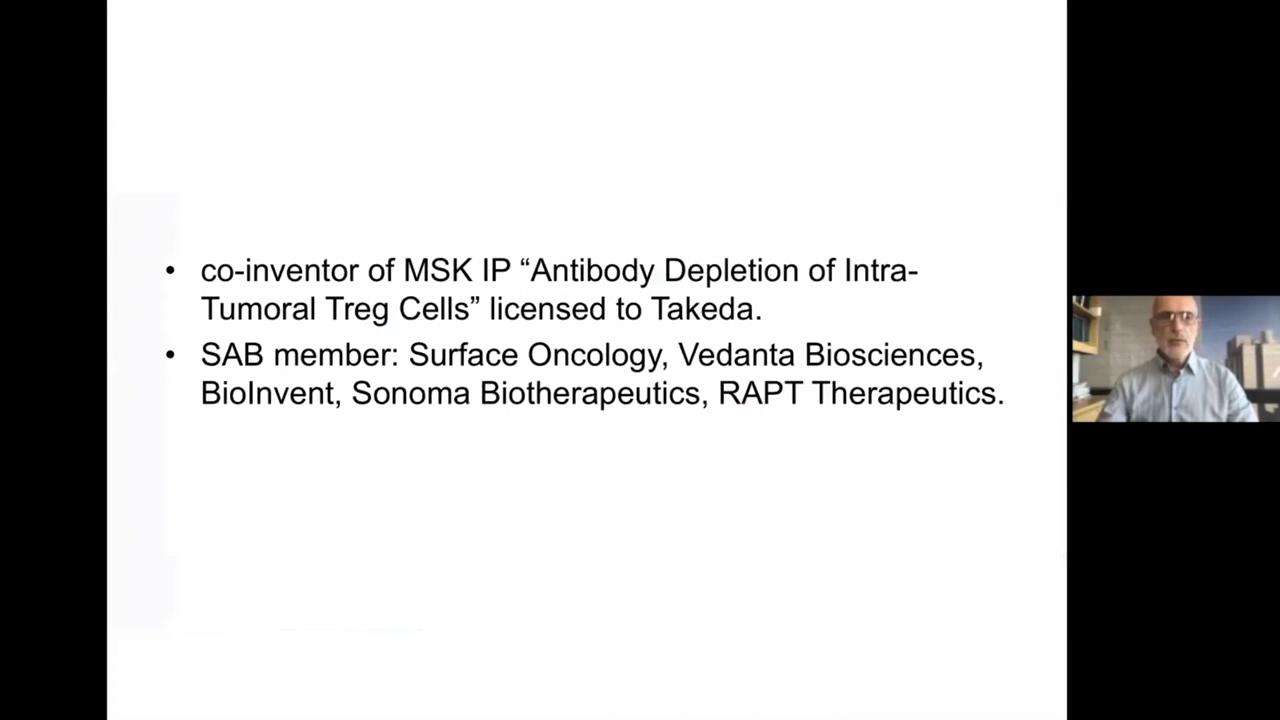 • co-inventor of MSK IP “Antibody Depletion of Intra-
Tumoral Treg Cells” licensed to Takeda.
• SAB member: Surface Oncology, Vedanta Biosciences,
BioInvent, Sonoma Biotherapeutics, RAPT Therapeutics.